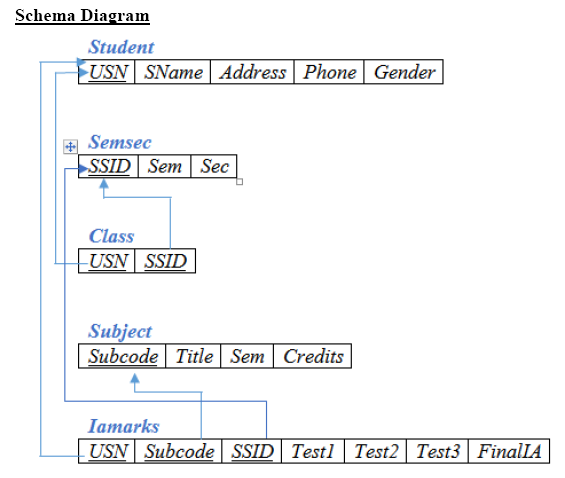 Schema Diagram
Student
USN SName Address Phone Gender
Semsec
SSID Sem Sec
Class
USN SSID
Subject
Subcode Title Sem Credits
Iamarks
USN Subcode SSID Test1 Test2 Test3 FinalIA